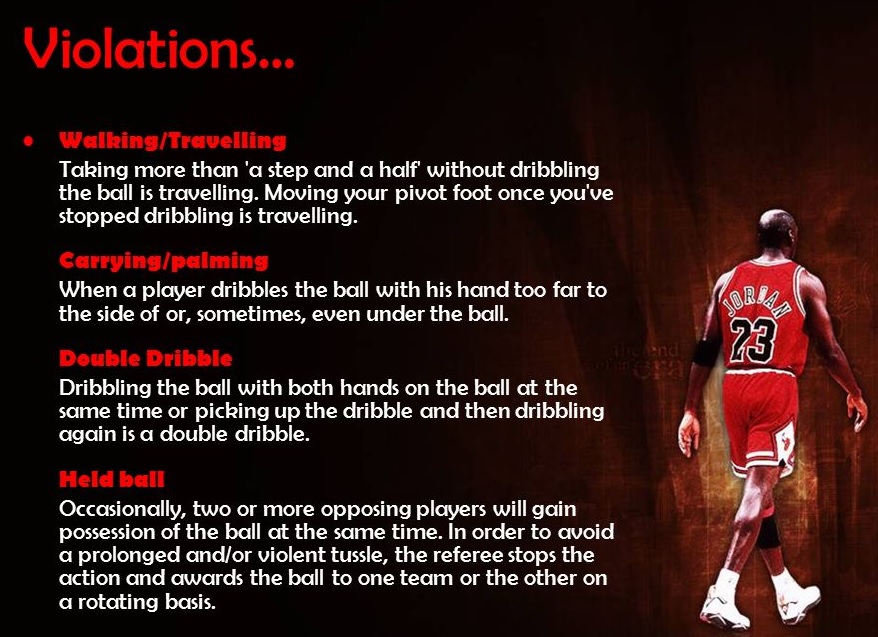 Violations...
• Walking/Travelling
Taking more than 'a step and a half' without dribbling
the ball is travelling. Moving your pivot foot once you've
stopped dribbling is travelling.
Carrying/palming
When a player dribbles the ball with his hand too far to
the side of or, sometimes, even under the ball.
Double Dribble
Dribbling the ball with both hands on the ball at the
same time or picking up the dribble and then dribbling
again is a double dribble.
Held ball
Occasionally, two or more opposing players will gain
possession of the ball at the same time. In order to avoid
a prolonged and/or violent tussle, the referee stops the
action and awards the ball to one team or the other on
a rotating basis.
JORDAN
23